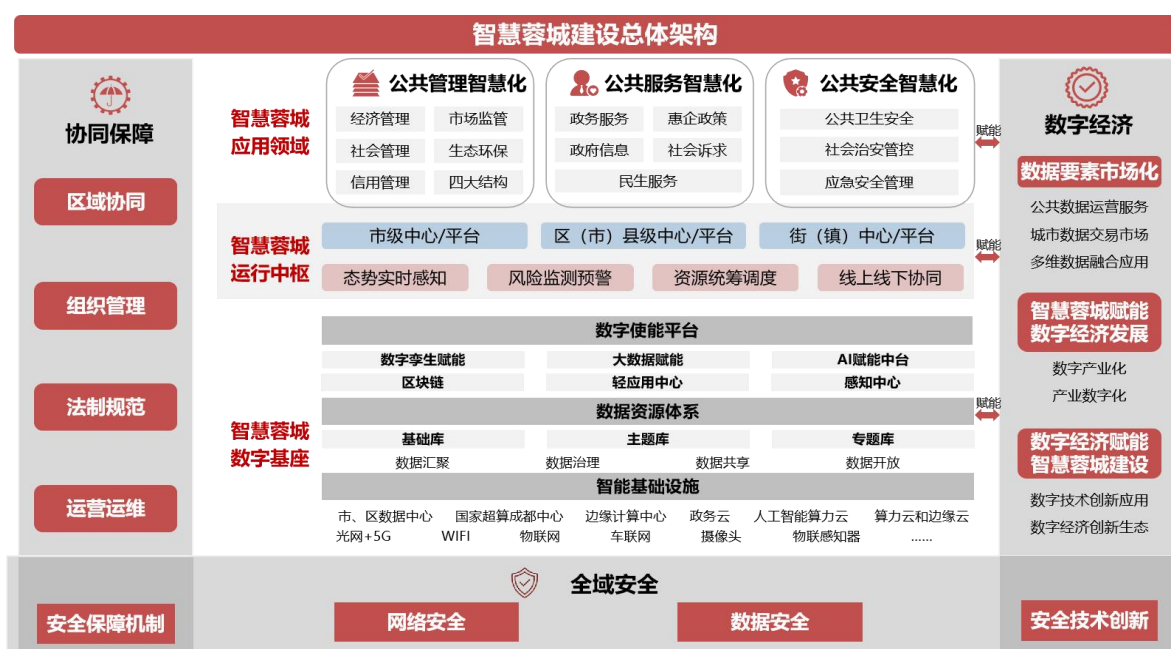 智慧蓉城建设总体架构
协同保障
区域协同
组织管理
法制规范
运营运维
智慧蓉城
应用领域
公共管理智慧化
经济管理 市场监管
社会管理 生态环保
信用管理 四大结构
公共服务智慧化
政务服务 惠企政策
政府信息 社会诉求
民生服务
公共安全智慧化
公共卫生安全
社会治安管控
应急安全管理
赋能
智慧蓉城
运行中枢
市级中心/平台 区（市）县级中心/平台 街（镇）中心/平台
态势实时感知 风险监测预警 资源统筹调度 线上线下协同
赋能
智慧蓉城
数字基座
数字使能平台
数字孪生赋能 大数据赋能 AI赋能中台
区块链 轻应用中心 感知中心
数据资源体系
基础库 主题库 专题库
数据汇聚 数据治理 数据共享 数据开放
智能基础设施
市、区数据中心 国家超算成都中心 边缘计算中心 政务云 人工智能算力云 算力云和边缘云
光网+5G WIFI 物联网 车联网 摄像头 物联感知器 ......
赋能
数字经济
数据要素市场化
公共数据运营服务
城市数据交易市场
多维数据融合应用
智慧蓉城赋能
数字经济发展
数字产业化
产业数字化
数字经济赋能
智慧蓉城建设
数字技术创新应用
数字经济创新生态
全域安全
安全保障机制 网络安全 数据安全 安全技术创新